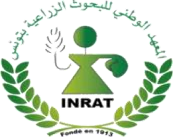 المعهد الوطني للبحوث الزراعية بتونس
INRAT
Fondé en 1913